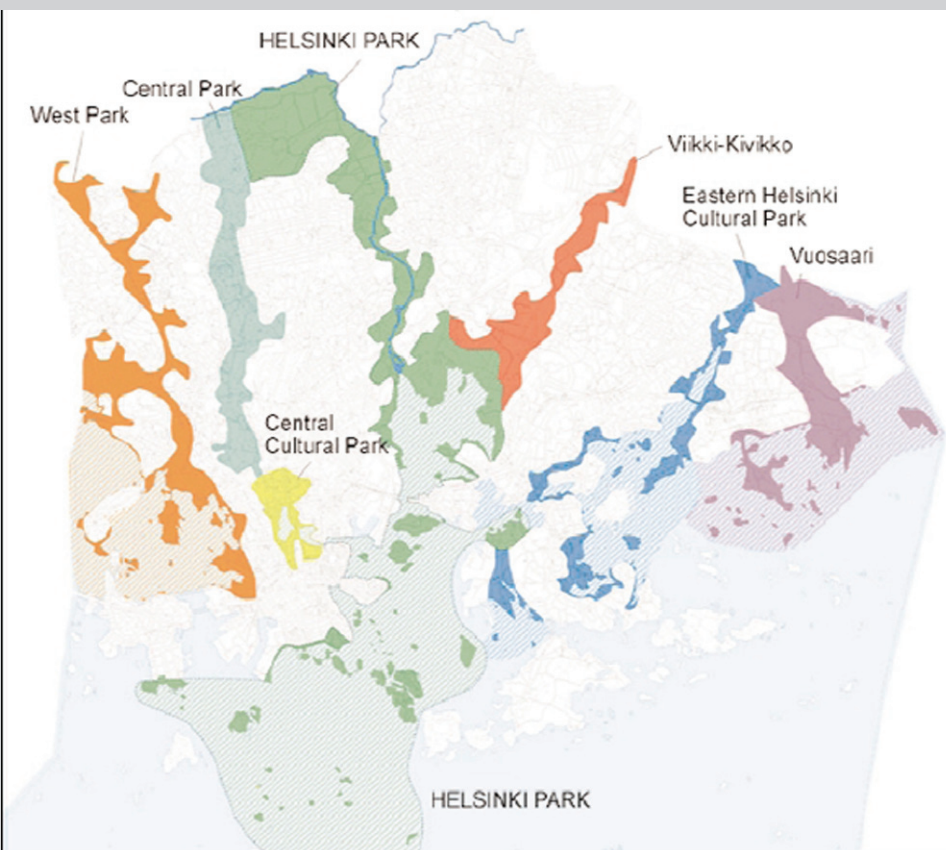 HELSINKI PARK
Central Park
West Park
Viikki-Kivikko
Eastern Helsinki
Cultural Park
Vuosaari
Central
Cultural Park
HELSINKI PARK